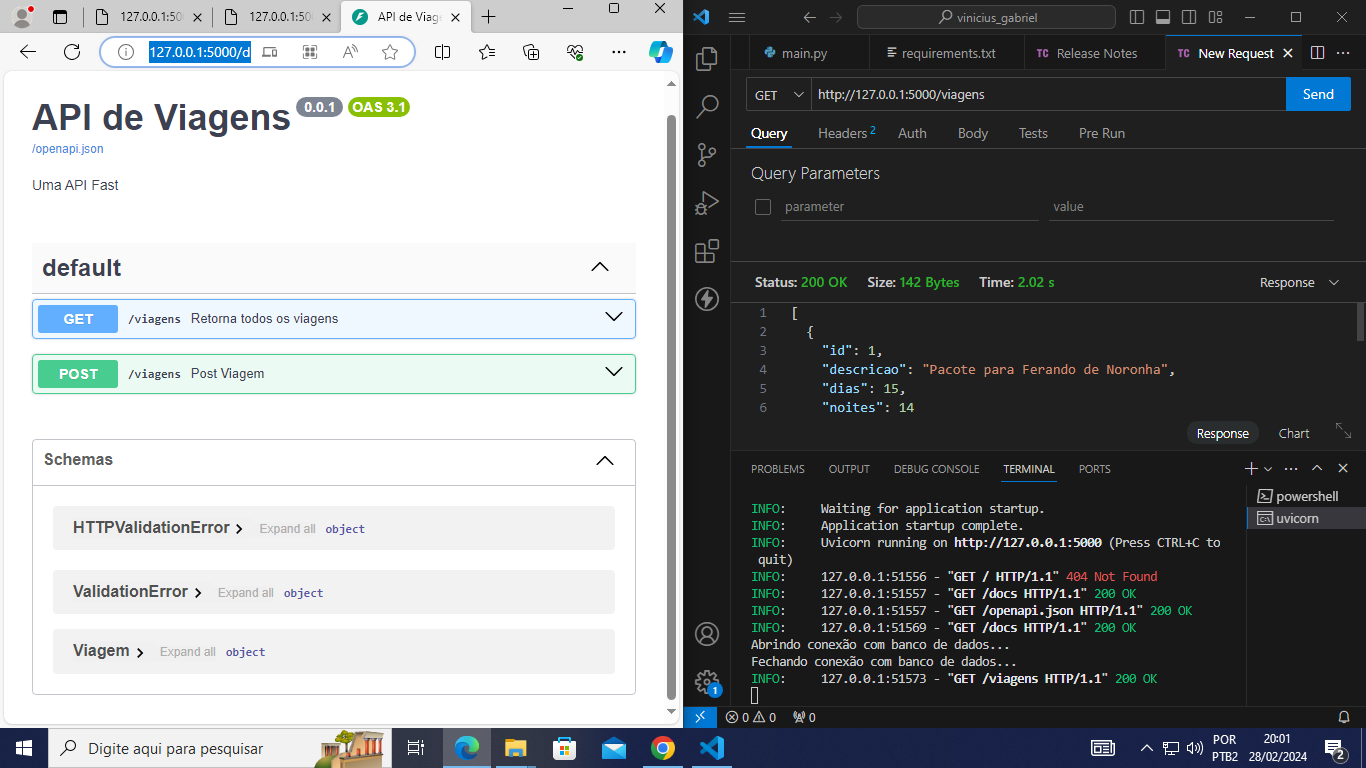 127.0.0.1:50
127.0.0.1:50
API de Viage
127.0.0.1:5000/d
API de Viagens 0.0.1 OAS 3.1
/openapi.json
Uma API Fast
default
GET /viagens Retorna todos os viagens
POST /viagens Post Viagem
Schemas
HTTPValidationError Expand all object
ValidationError Expand all object
Viagem Expand all object
vinicius_gabriel
main.py
requirements.txt
TC Release Notes
TC New Request
GET http://127.0.0.1:5000/viagens Send
Query Headers 2 Auth Body Tests Pre Run
Query Parameters
parameter value
Status: 200 OK Size: 142 Bytes Time: 2.02 s Response
1 [
2 {
3 "id": 1,
4 "descricao": "Pacote para Ferando de Noronha",
5 "dias": 15,
6 "noites": 14
Response Chart
PROBLEMS OUTPUT DEBUG CONSOLE TERMINAL PORTS
powershell
uvicorn
INFO: Waiting for application startup.
INFO: Application startup complete.
INFO: Uvicorn running on http://127.0.0.1:5000 (Press CTRL+C to
quit)
INFO: 127.0.0.1:51556 - "GET / HTTP/1.1" 404 Not Found
INFO: 127.0.0.1:51557 - "GET /docs HTTP/1.1" 200 OK
INFO: 127.0.0.1:51557 - "GET /openapi.json HTTP/1.1" 200 OK
INFO: 127.0.0.1:51569 - "GET /docs HTTP/1.1" 200 OK
Abrindo conexão com banco de dados...
Fechando conexão com banco de dados...
INFO: 127.0.0.1:51573 - "GET /viagens HTTP/1.1" 200 OK
1
0 0 0
Digite aqui para pesquisar
POR
PTB2
20:01
28/02/2024
2